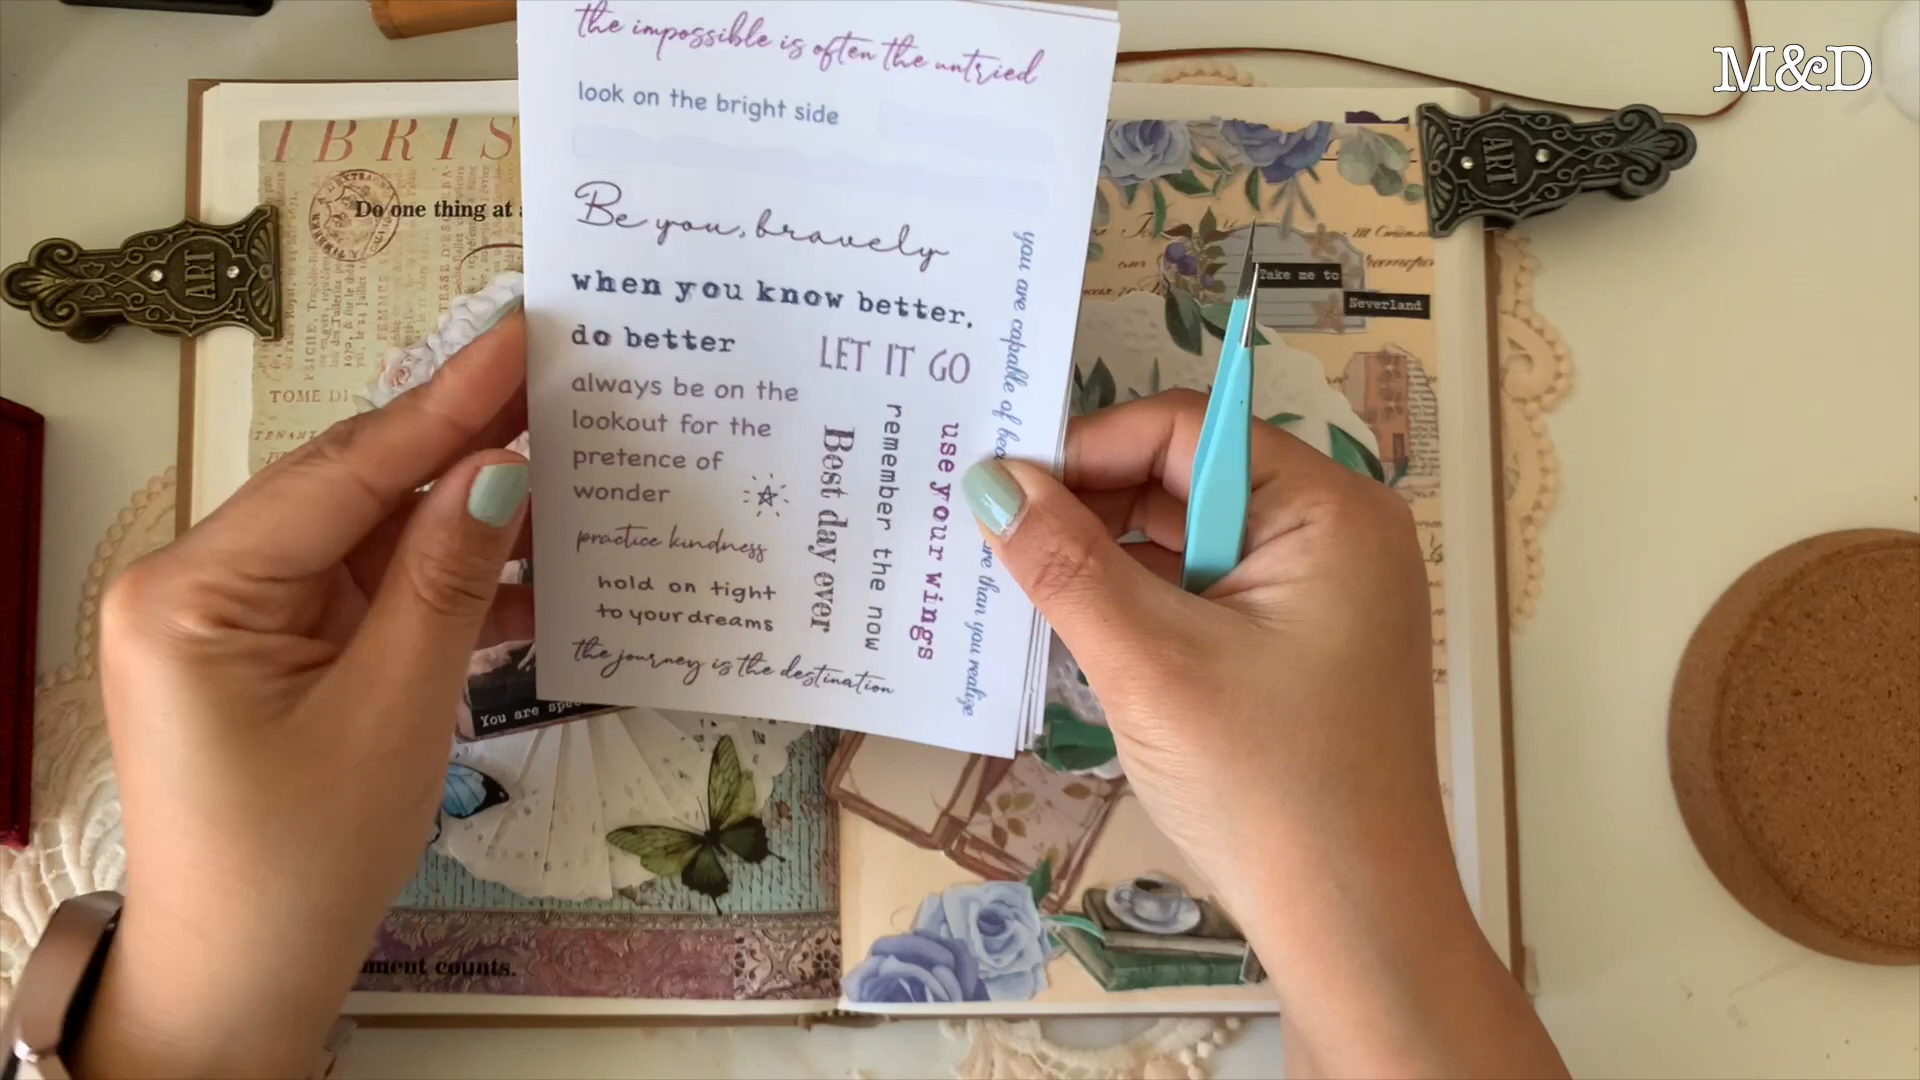 M&D
the impossible is often the untried
look on the bright side
Be you, bravely
when you know better,
do better
LET IT GO
always be on the
lookout for the
pretence of
wonder
practice kindness
hold on tight
to your dreams
the journey is the destination
Best day ever
remember the now
use your wings
you are capable of
than you realize
IBRIS
Do one thing at
TOME
ART
ART
Take me to
Neverland
You are
counts.